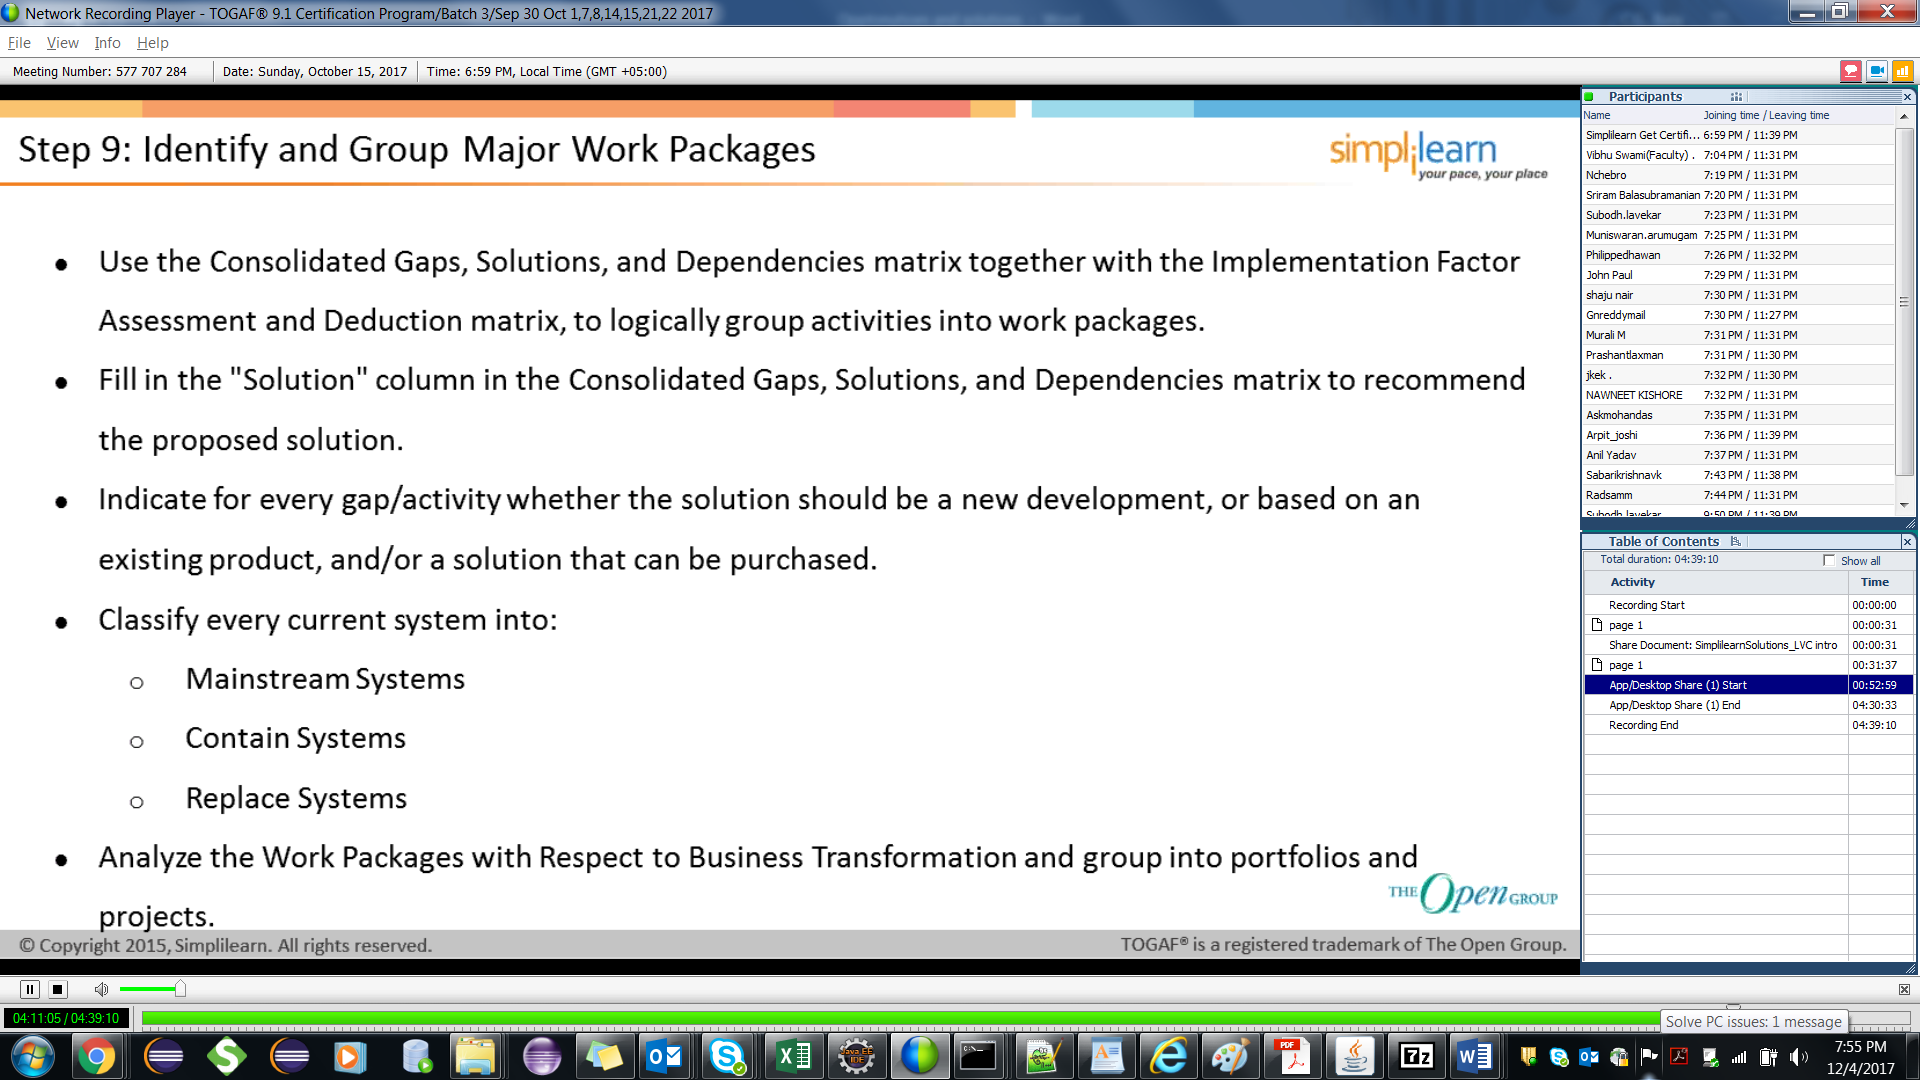 Network Recording Player - TOGAF® 9.1 Certification Program/Batch 3/Sep 30 Oct 1,7,8,14,15,21,22 2017
File View Info Help
Meeting Number: 577 707 284 Date: Sunday, October 15, 2017 Time: 6:59 PM, Local Time (GMT +05:00)
Step 9: Identify and Group Major Work Packages
simplilearn
your pace, your place
• Use the Consolidated Gaps, Solutions, and Dependencies matrix together with the Implementation Factor
Assessment and Deduction matrix, to logically group activities into work packages.
• Fill in the "Solution" column in the Consolidated Gaps, Solutions, and Dependencies matrix to recommend
the proposed solution.
• Indicate for every gap/activity whether the solution should be a new development, or based on an
existing product, and/or a solution that can be purchased.
• Classify every current system into:
o Mainstream Systems
o Contain Systems
o Replace Systems
• Analyze the Work Packages with Respect to Business Transformation and group into portfolios and
projects.
THE Open GROUP
© Copyright 2015, Simplilearn. All rights reserved.
TOGAF® is a registered trademark of The Open Group.
Participants
Name Joining time / Leaving time
Simplilearn Get Certifi... 6:59 PM / 11:39 PM
Vibhu Swami(Faculty) . 7:04 PM / 11:31 PM
Nchebro 7:19 PM / 11:31 PM
Sriram Balasubramanian 7:20 PM / 11:31 PM
Subodh.lavekar 7:23 PM / 11:31 PM
Muniswaran.arumugam 7:25 PM / 11:31 PM
Philippedhawan 7:26 PM / 11:32 PM
John Paul 7:29 PM / 11:31 PM
shaju nair 7:30 PM / 11:31 PM
Gnreddymail 7:30 PM / 11:27 PM
Murali M 7:31 PM / 11:31 PM
Prashantlaxman 7:31 PM / 11:30 PM
jkek . 7:32 PM / 11:30 PM
NAWNEET KISHORE 7:32 PM / 11:31 PM
Askmohandas 7:35 PM / 11:31 PM
Arpit_joshi 7:36 PM / 11:39 PM
Anil Yadav 7:37 PM / 11:31 PM
Sabarikrishnavk 7:43 PM / 11:38 PM
Radsamm 7:44 PM / 11:31 PM
Subodh.lavekar 9:50 PM / 11:39 PM
Table of Contents
Total duration: 04:39:10 Show all
Activity Time
Recording Start 00:00:00
page 1 00:00:31
Share Document: SimplilearnSolutions_LVC intro 00:00:31
page 1 00:31:37
App/Desktop Share (1) Start 00:52:59
App/Desktop Share (1) End 04:30:33
Recording End 04:39:10
04:11:05 / 04:39:10
Solve PC issues: 1 message
7:55 PM
12/4/2017